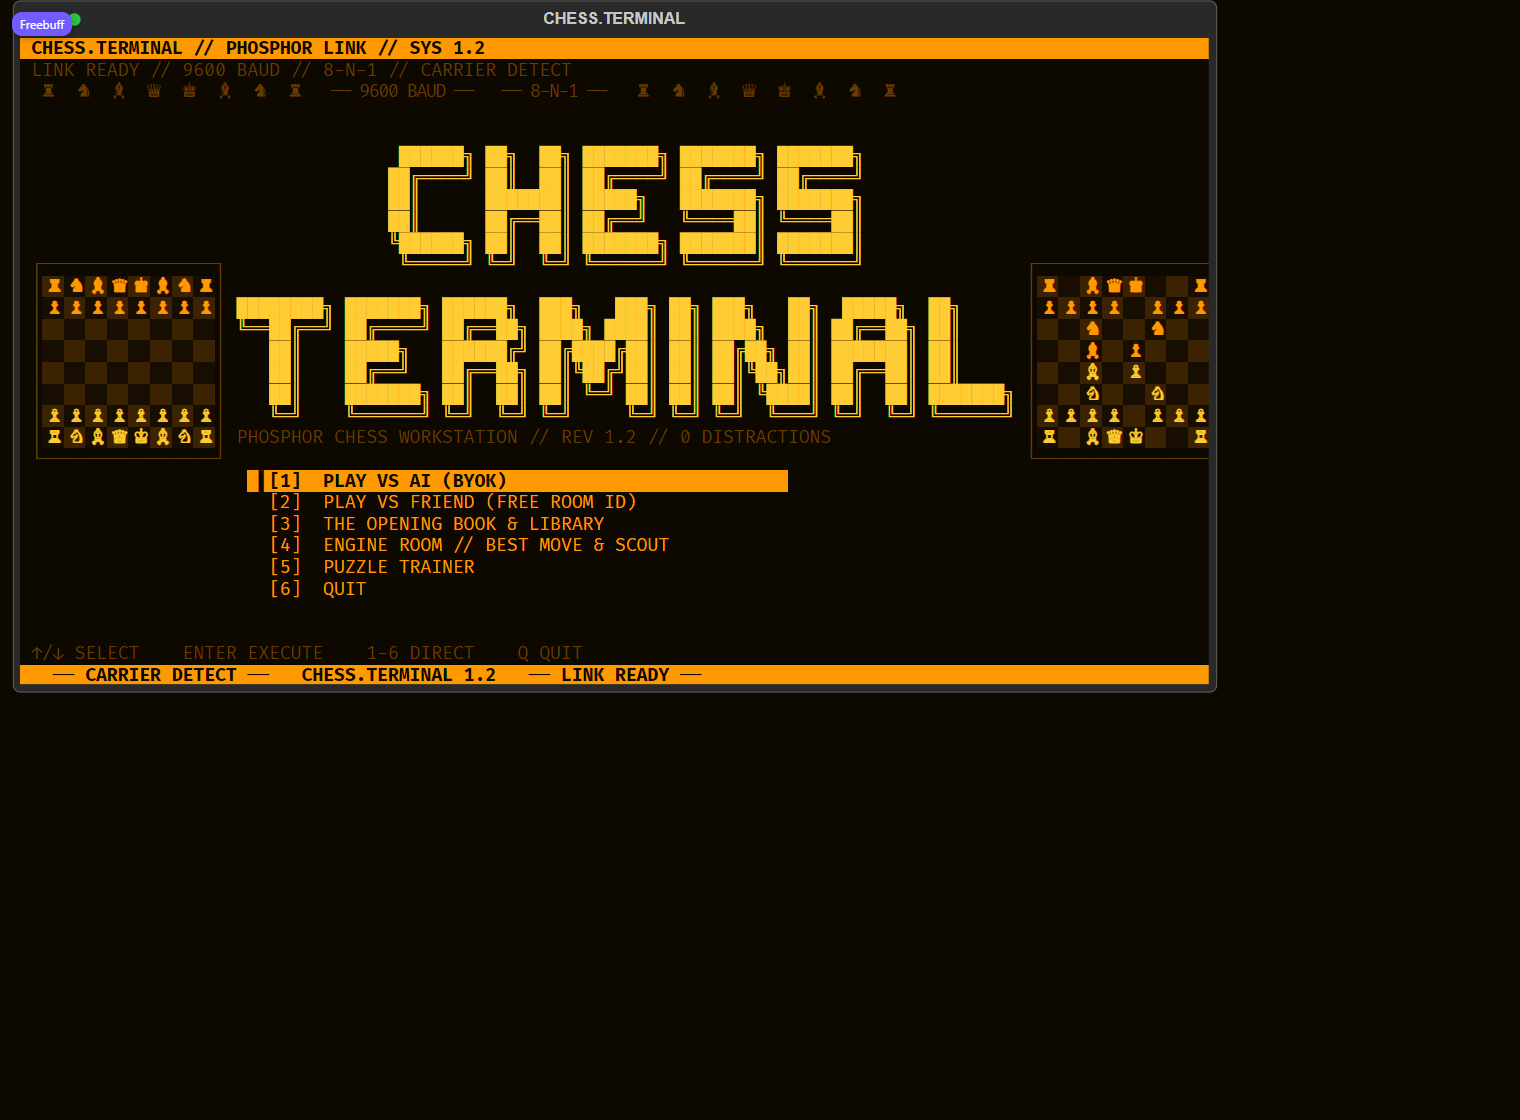 CHESS.TERMINAL
Freebuff
CHESS.TERMINAL // PHOSPHOR LINK // SYS 1.2
LINK READY // 9600 BAUD // 8-N-1 // CARRIER DETECT
♜ ♞ ♝ ♛ ♚ ♝ ♞ ♜ —— 9600 BAUD —— —— 8-N-1 —— ♜ ♞ ♝ ♛ ♚ ♝ ♞ ♜
CHESS
TERMINAL
PHOSPHOR CHESS WORKSTATION // REV 1.2 // 0 DISTRACTIONS
[1] PLAY VS AI (BYOK)
[2] PLAY VS FRIEND (FREE ROOM ID)
[3] THE OPENING BOOK & LIBRARY
[4] ENGINE ROOM // BEST MOVE & SCOUT
[5] PUZZLE TRAINER
[6] QUIT
↑/↓ SELECT ENTER EXECUTE 1-6 DIRECT Q QUIT
—— CARRIER DETECT —— CHESS.TERMINAL 1.2 —— LINK READY ——